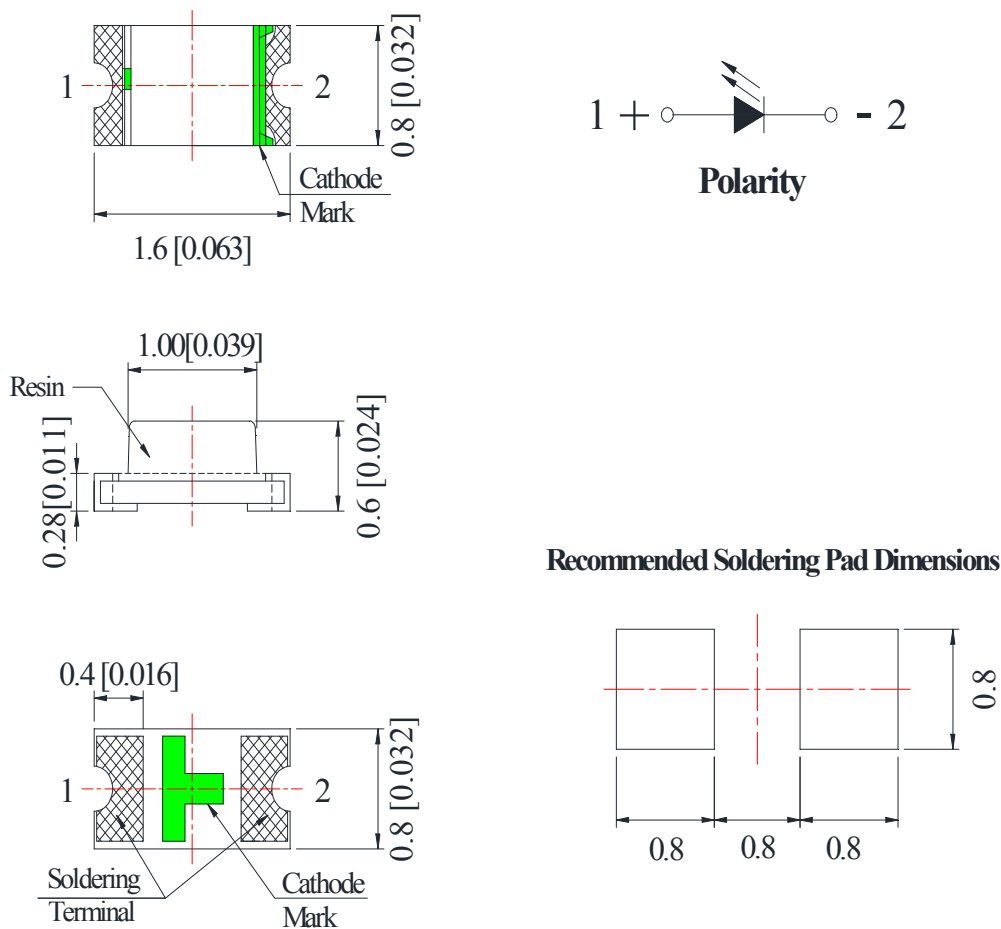 1
2
0.8 [0.032]
Cathode
Mark
1.6 [0.063]
1 + - 2
Polarity
1.00[0.039]
Resin
0.28[0.011]
0.6 [0.024]
Recommended Soldering Pad Dimensions
0.8
0.8
0.8
0.8
0.4 [0.016]
1
2
0.8 [0.032]
Soldering
Terminal
Cathode
Mark